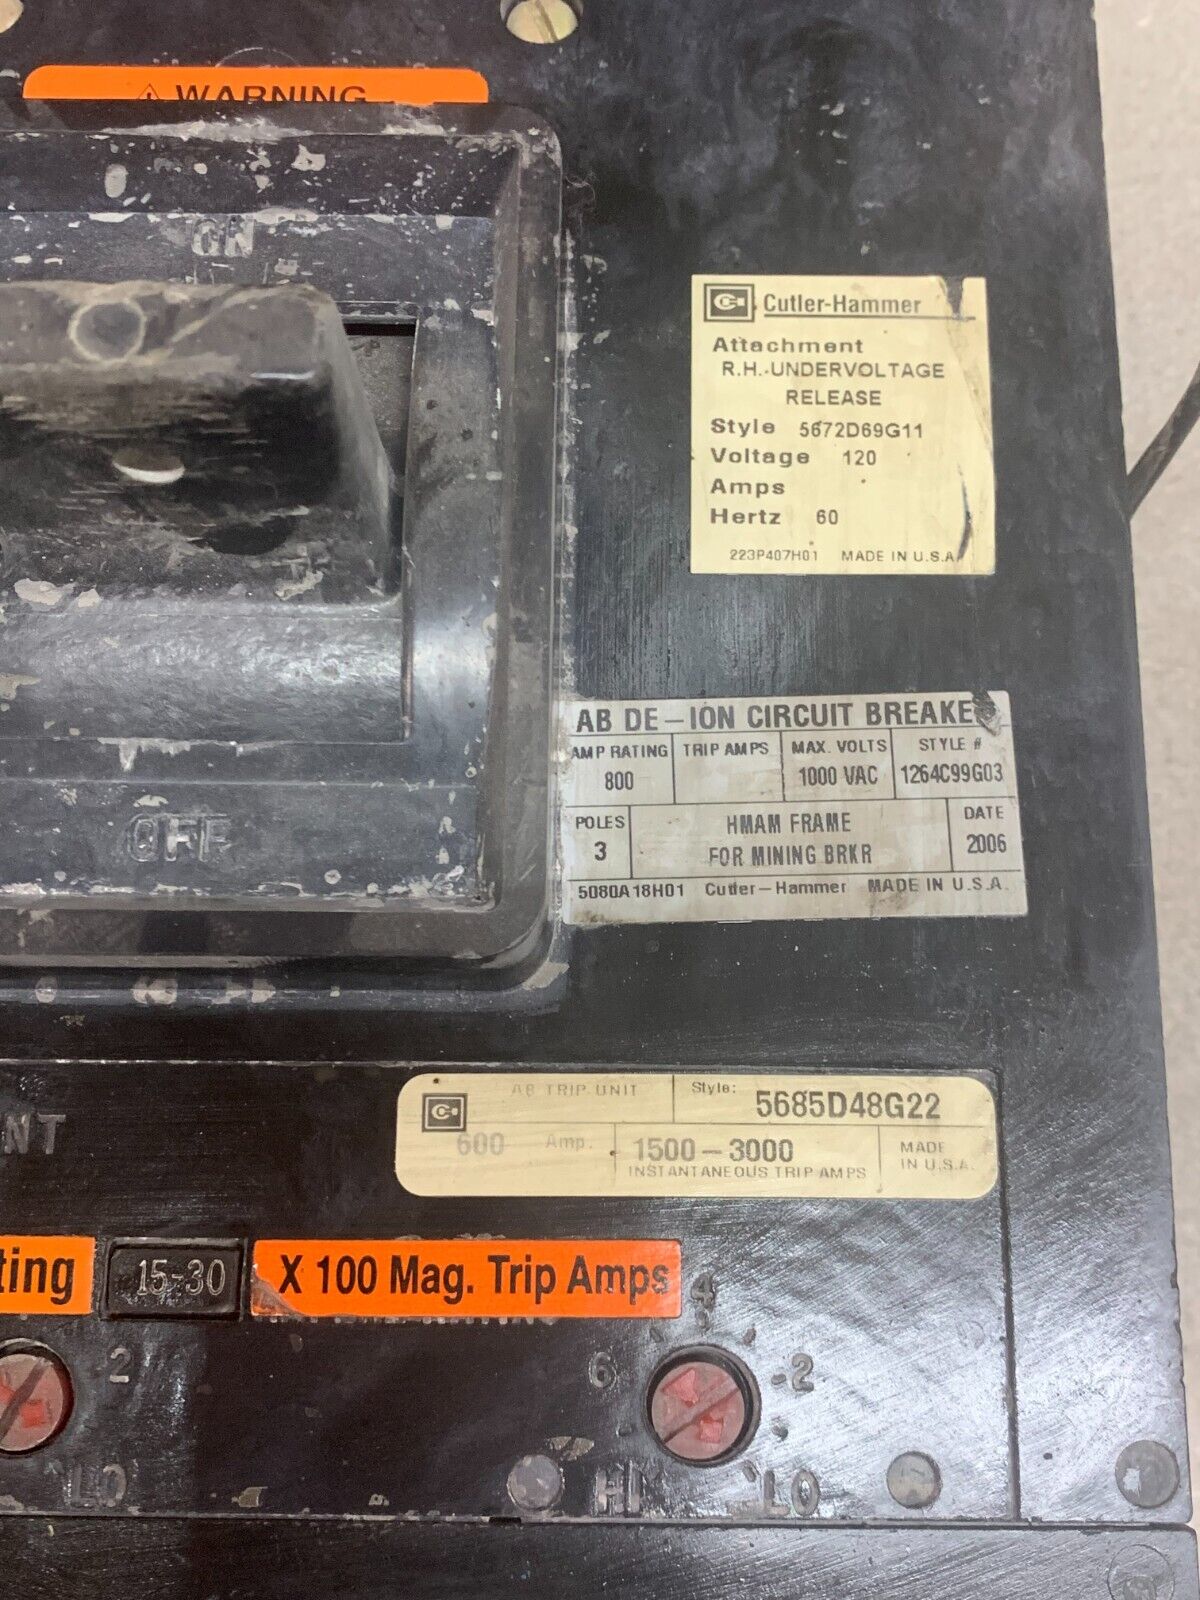 WARNING
ON
Cutler-Hammer
Attachment
R.H.-UNDERVOLTAGE
RELEASE
Style 5672D69G11
Voltage 120
Amps
Hertz 60
223P407H01 MADE IN U.S.A
AB DE-ION CIRCUIT BREAKER
AMP RATING TRIP AMPS MAX. VOLTS STYLE #
800 1000 VAC 1264C99G03
POLES HMAM FRAME DATE
3 FOR MINING BRKR 2006
5080A18H01 Cutler-Hammer MADE IN U.S.A.
OFF
AB TRIP UNIT Style: 5685D48G22
600 Amp. 1500-3000 MADE
INSTANTANEOUS TRIP AMPS IN U.S.A.
NT
ting 15-30 X 100 Mag. Trip Amps
4
2 6 2
LO HI LO